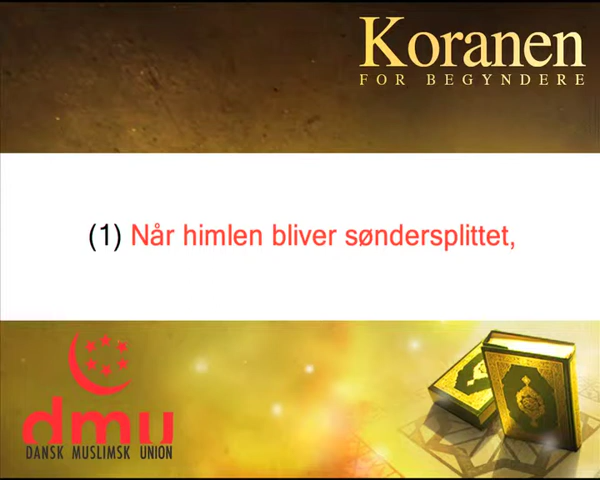 Koranen
FOR BEGYNDERE
(1) Når himlen bliver søndersplittet,
dmu
DANSK MUSLIMSK UNION